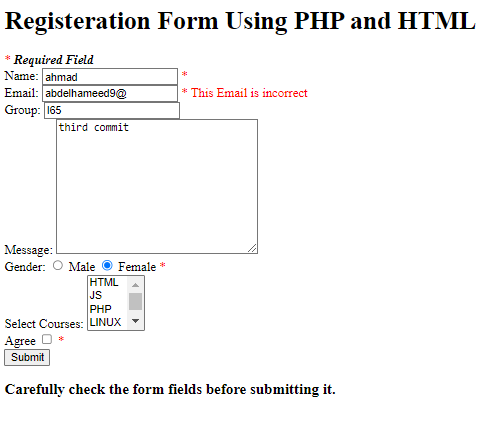 Registeration Form Using PHP and HTML
* Required Field
Name: ahmad *
Email: abdelhameed9@ * This Email is incorrect
Group: l65
third commit
Message:
Gender: Male Female *
HTML
JS
PHP
LINUX
Select Courses:
Agree *
Submit
Carefully check the form fields before submitting it.